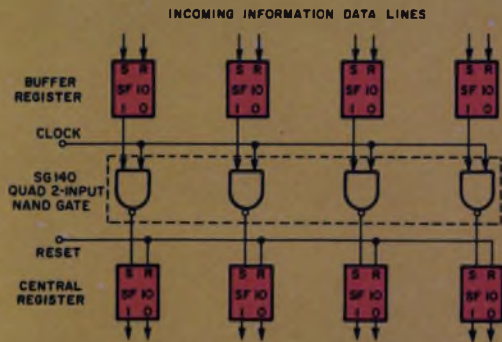 INCOMING INFORMATION DATA LINES
S R S R S R S R
BUFFER REGISTER
SF 10 SF 10 SF 10 SF 10
1 0 1 0 1 0 1 0
CLOCK
SG140
QUAD 2-INPUT
NAND GATE
RESET
S R S R S R S R
CENTRAL REGISTER
SF 10 SF 10 SF 10 SF 10
1 0 1 0 1 0 1 0